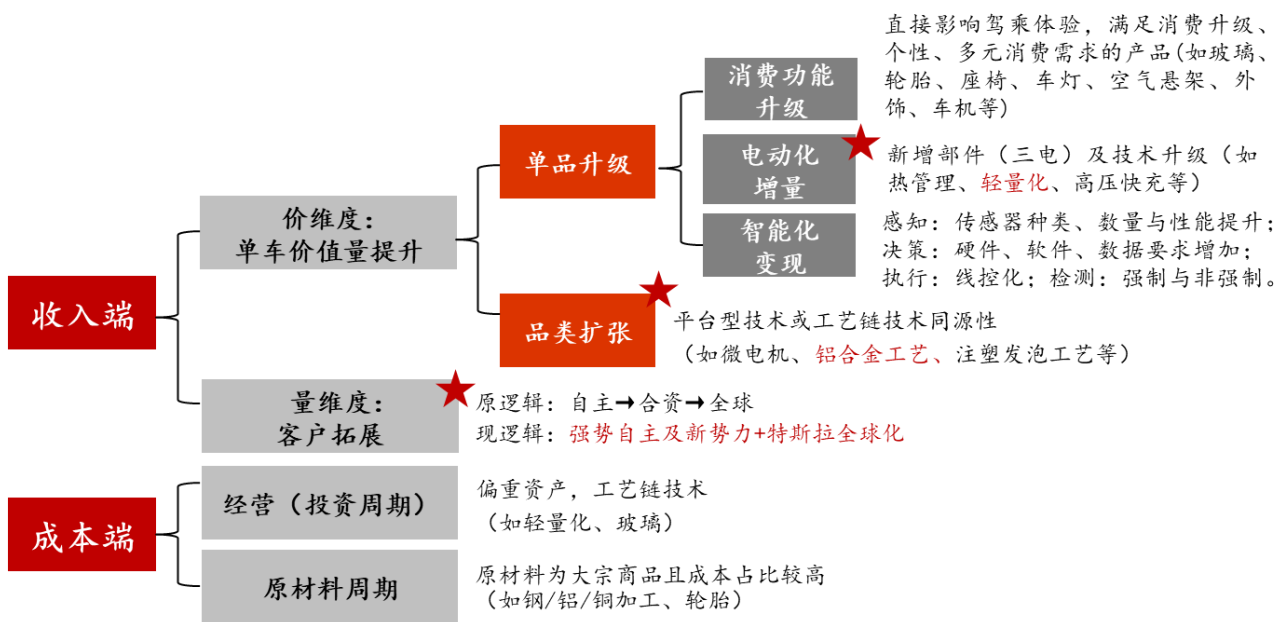 收入端
价维度：
单车价值量提升
单品升级
消费功能
升级
直接影响驾乘体验，满足消费升级、
个性、多元消费需求的产品(如玻璃、
轮胎、座椅、车灯、空气悬架、外
饰、车机等)
电动化
增量
新增部件（三电）及技术升级（如
热管理、轻量化、高压快充等）
智能化
变现
感知：传感器种类、数量与性能提升；
决策：硬件、软件、数据要求增加；
执行：线控化；检测：强制与非强制。
品类扩张
平台型技术或工艺链技术同源性
（如微电机、铝合金工艺、注塑发泡工艺等）
量维度：
客户拓展
原逻辑：自主→合资→全球
现逻辑：强势自主及新势力+特斯拉全球化
成本端
经营（投资周期）
偏重资产，工艺链技术
（如轻量化、玻璃）
原材料周期
原材料为大宗商品且成本占比较高
（如钢/铝/铜加工、轮胎）